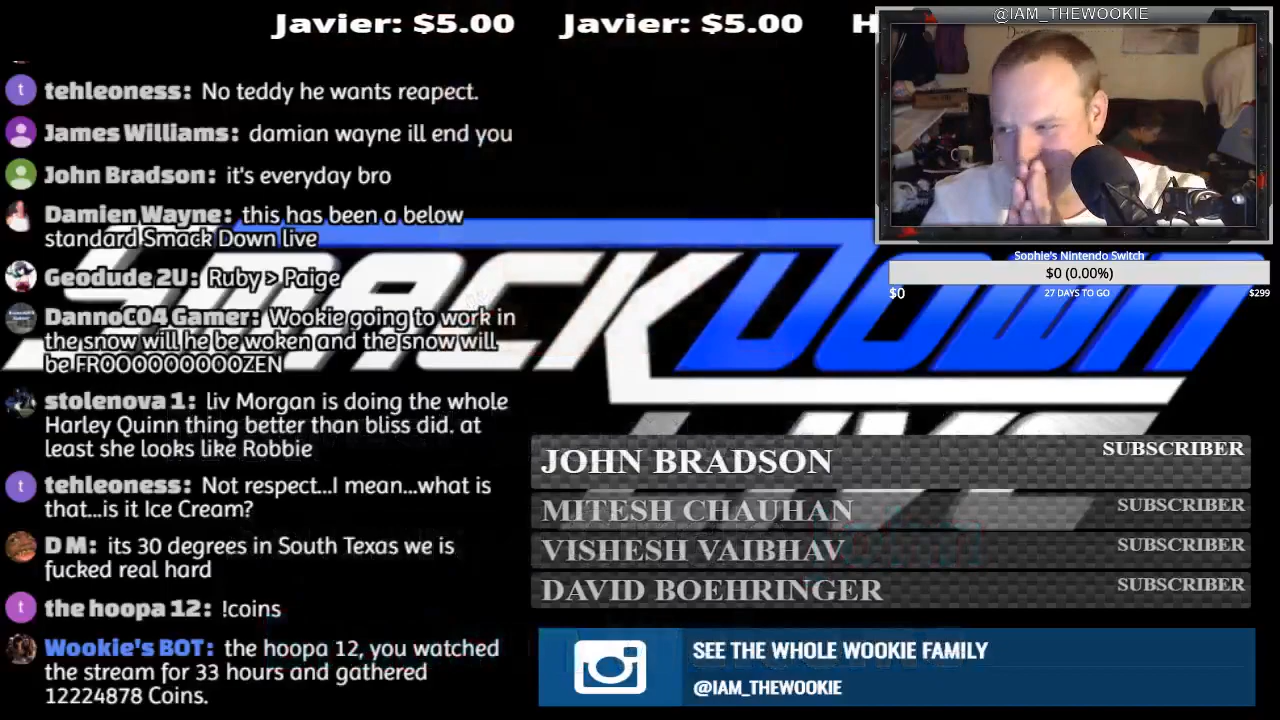 Javier: $5.00 Javier: $5.00 H
@IAM_THEWOOKIE
tehleoness: No teddy he wants reapect.
James Williams: damian wayne ill end you
John Bradson: it's everyday bro
Damien Wayne: this has been a below
standard Smack Down live
Geodude 2U: Ruby > Paige
DannoC04 Gamer: Wookie going to work in
the snow will he be woken and the snow will
be FR0OOOOOOOOZEN
stolenova 1: liv Morgan is doing the whole
Harley Quinn thing better than bliss did. at
least she looks like Robbie
tehleoness: Not respect...I mean...what is
that...is it Ice Cream?
D M: its 30 degrees in South Texas we is
fucked real hard
the hoopa 12: !coins
Wookie's BOT: the hoopa 12, you watched
the stream for 33 hours and gathered
12224878 Coins.
SMACKDOWN
LIVE
Sophie's Nintendo Switch
$0 (0.00%)
$0 27 DAYS TO GO $299
JOHN BRADSON SUBSCRIBER
MITESH CHAUHAN SUBSCRIBER
VISHESH VAIBHAV SUBSCRIBER
DAVID BOEHRINGER SUBSCRIBER
SEE THE WHOLE WOOKIE FAMILY
@IAM_THEWOOKIE